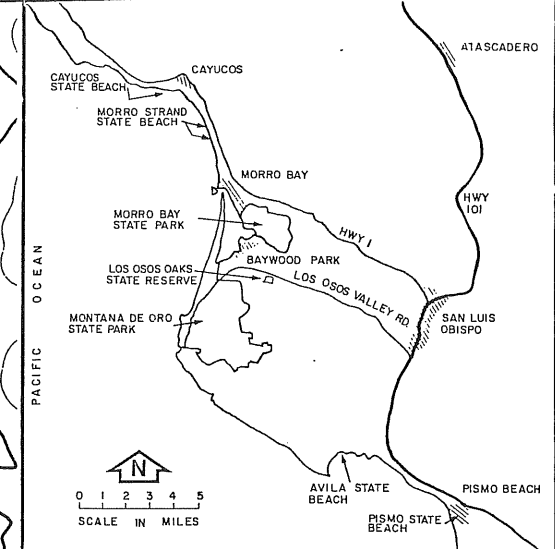 ATASCADERO
CAYUCOS
CAYUCOS
STATE BEACH
MORRO STRAND
STATE BEACH
MORRO BAY
HWY
101
MORRO BAY
STATE PARK
HWY 1
BAYWOOD PARK
LOS OSOS OAKS
STATE RESERVE
LOS OSOS VALLEY RD.
MONTANA DE ORO
STATE PARK
SAN LUIS
OBISPO
PACIFIC OCEAN
N
0 1 2 3 4 5
SCALE IN MILES
AVILA STATE
BEACH
PISMO BEACH
PISMO STATE
BEACH